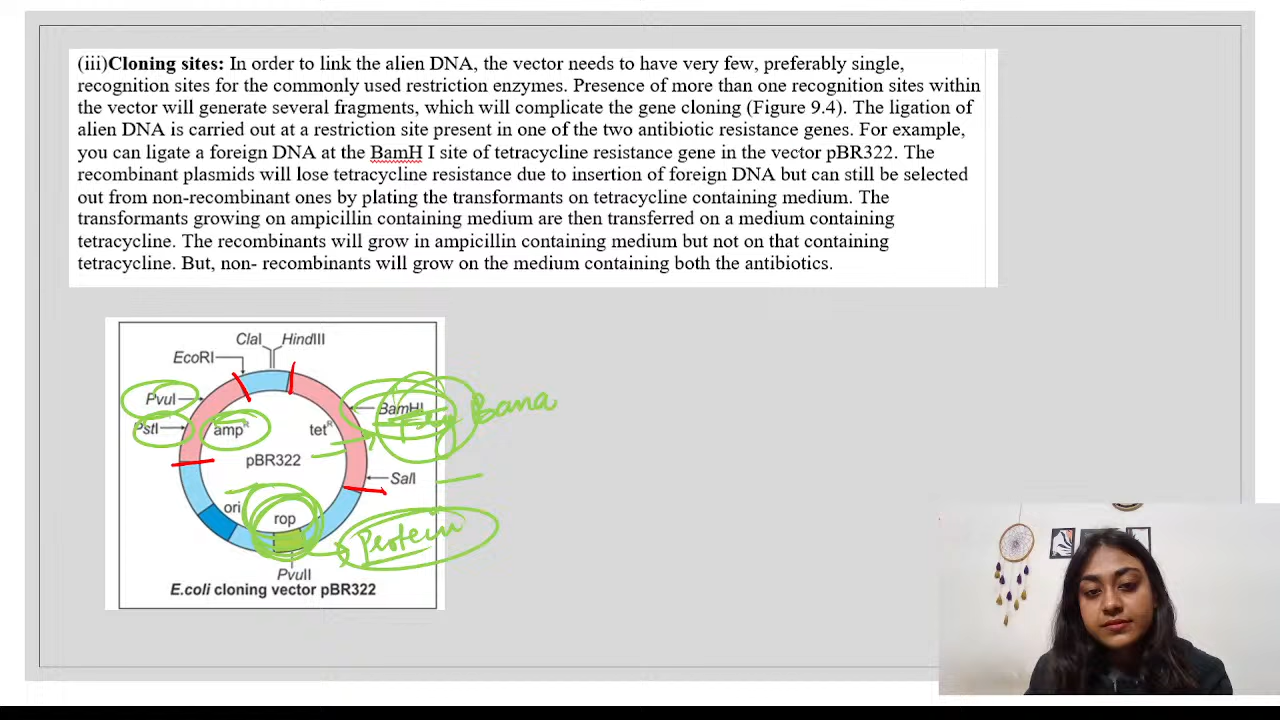 (iii)Cloning sites: In order to link the alien DNA, the vector needs to have very few, preferably single,
recognition sites for the commonly used restriction enzymes. Presence of more than one recognition sites within
the vector will generate several fragments, which will complicate the gene cloning (Figure 9.4). The ligation of
alien DNA is carried out at a restriction site present in one of the two antibiotic resistance genes. For example,
you can ligate a foreign DNA at the BamH I site of tetracycline resistance gene in the vector pBR322. The
recombinant plasmids will lose tetracycline resistance due to insertion of foreign DNA but can still be selected
out from non-recombinant ones by plating the transformants on tetracycline containing medium. The
transformants growing on ampicillin containing medium are then transferred on a medium containing
tetracycline. The recombinants will grow in ampicillin containing medium but not on that containing
tetracycline. But, non- recombinants will grow on the medium containing both the antibiotics.
ClaI HindIII
EcoRI
PvuI
BamHI
Bana
PstI
ampR
tetR
pBR322
SalI
ori
rop
Protein
PvuII
E.coli cloning vector pBR322